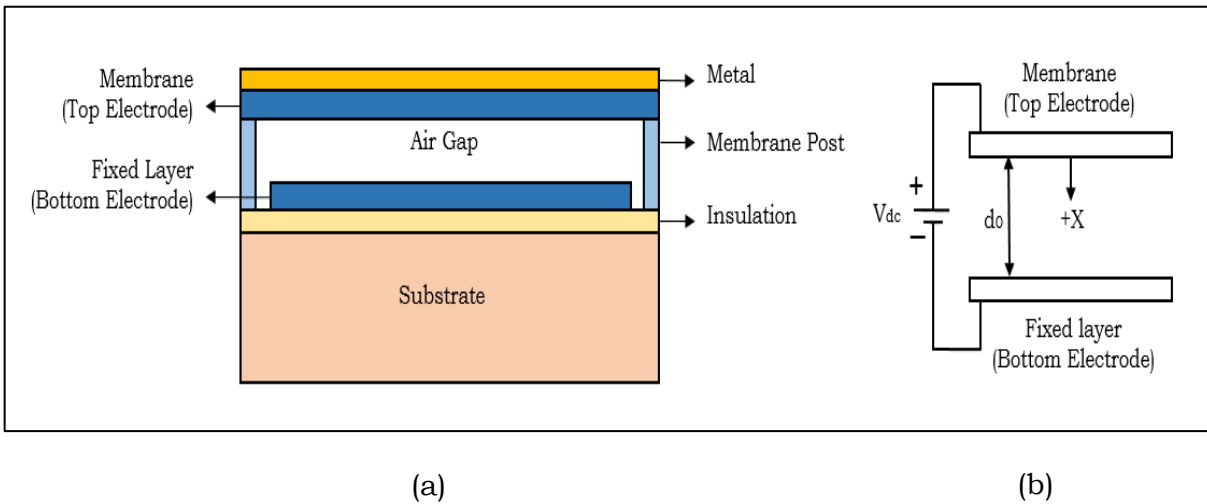 Membrane
(Top Electrode)
Metal
Air Gap
Membrane Post
Fixed Layer
(Bottom Electrode)
Insulation
Substrate
Membrane
(Top Electrode)
+
Vdc
−
d0
+X
Fixed layer
(Bottom Electrode)
(a)
(b)